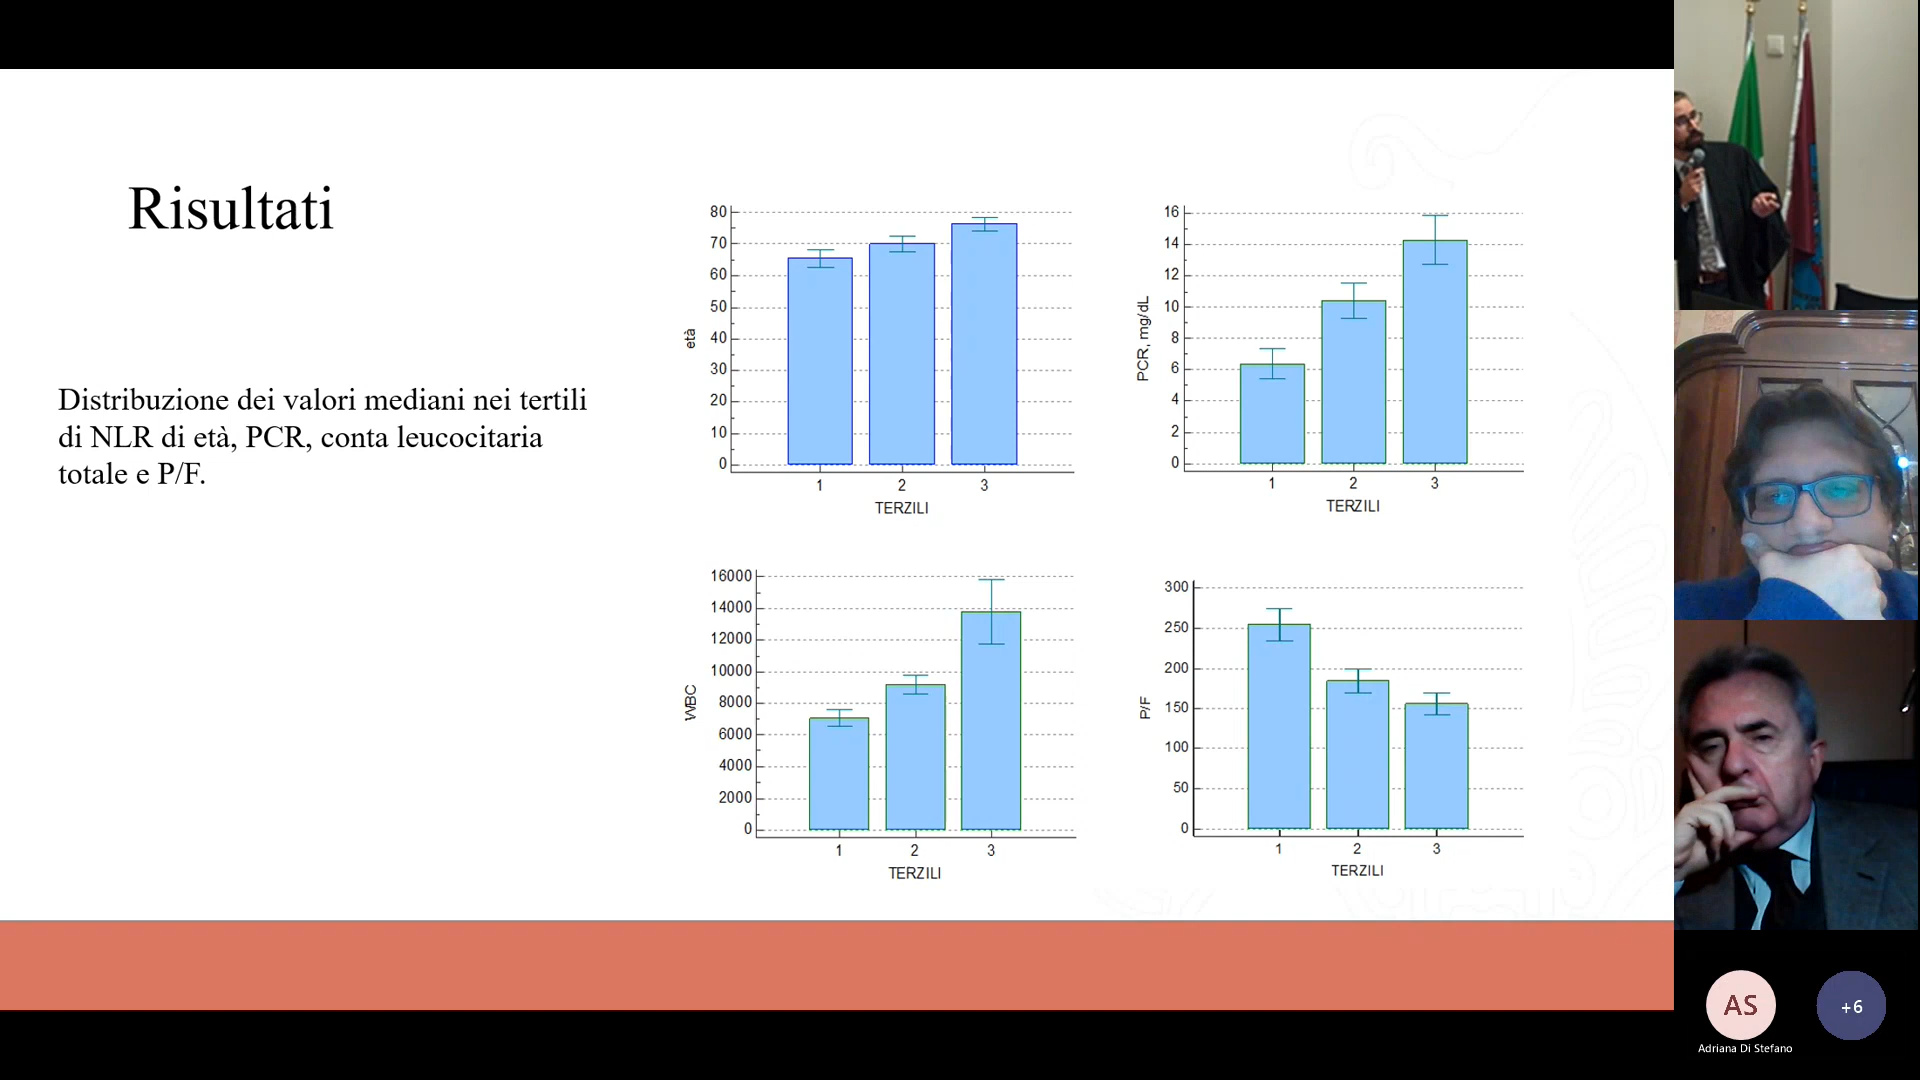 Risultati
Distribuzione dei valori mediani nei tertili
di NLR di età, PCR, conta leucocitaria
totale e P/F.
80
70
60
50
40
30
20
10
0
età
1 2 3
TERZILI
16
14
12
10
8
6
4
2
0
PCR, mg/dL
1 2 3
TERZILI
16000
14000
12000
10000
8000
6000
4000
2000
0
WBC
1 2 3
TERZILI
300
250
200
150
100
50
0
P/F
1 2 3
TERZILI
AS
+6
Adriana Di Stefano